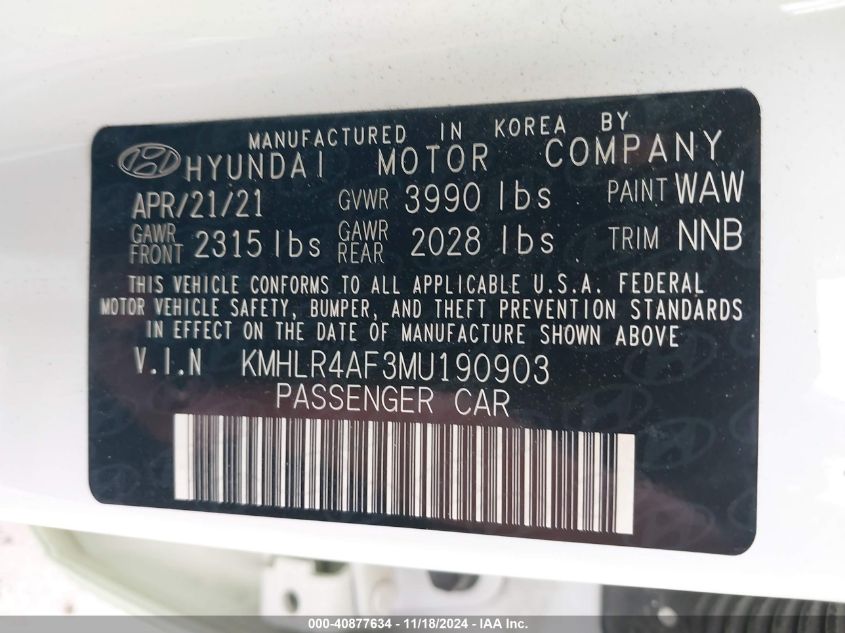 MANUFACTURED IN KOREA BY
HYUNDAI MOTOR COMPANY
APR/21/21 GVWR 3990 lbs PAINT WAW
GAWR FRONT 2315 lbs GAWR REAR 2028 lbs TRIM NNB
THIS VEHICLE CONFORMS TO ALL APPLICABLE U.S.A. FEDERAL
MOTOR VEHICLE SAFETY, BUMPER, AND THEFT PREVENTION STANDARDS
IN EFFECT ON THE DATE OF MANUFACTURE SHOWN ABOVE
V.I.N KMHLR4AF3MU190903
PASSENGER CAR
000-40877634 - 11/18/2024 - IAA Inc.